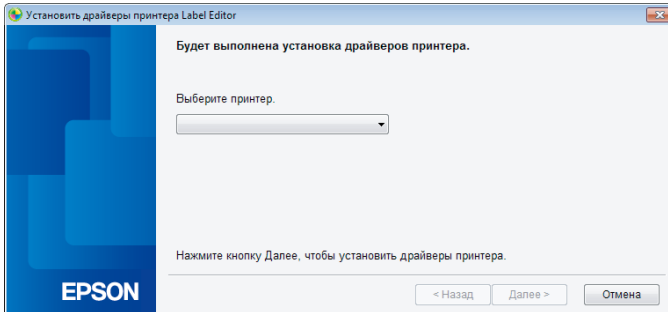 Установить драйверы принтера Label Editor
Будет выполнена установка драйверов принтера.
Выберите принтер.
Нажмите кнопку Далее, чтобы установить драйверы принтера.
EPSON
< Назад
Далее >
Отмена